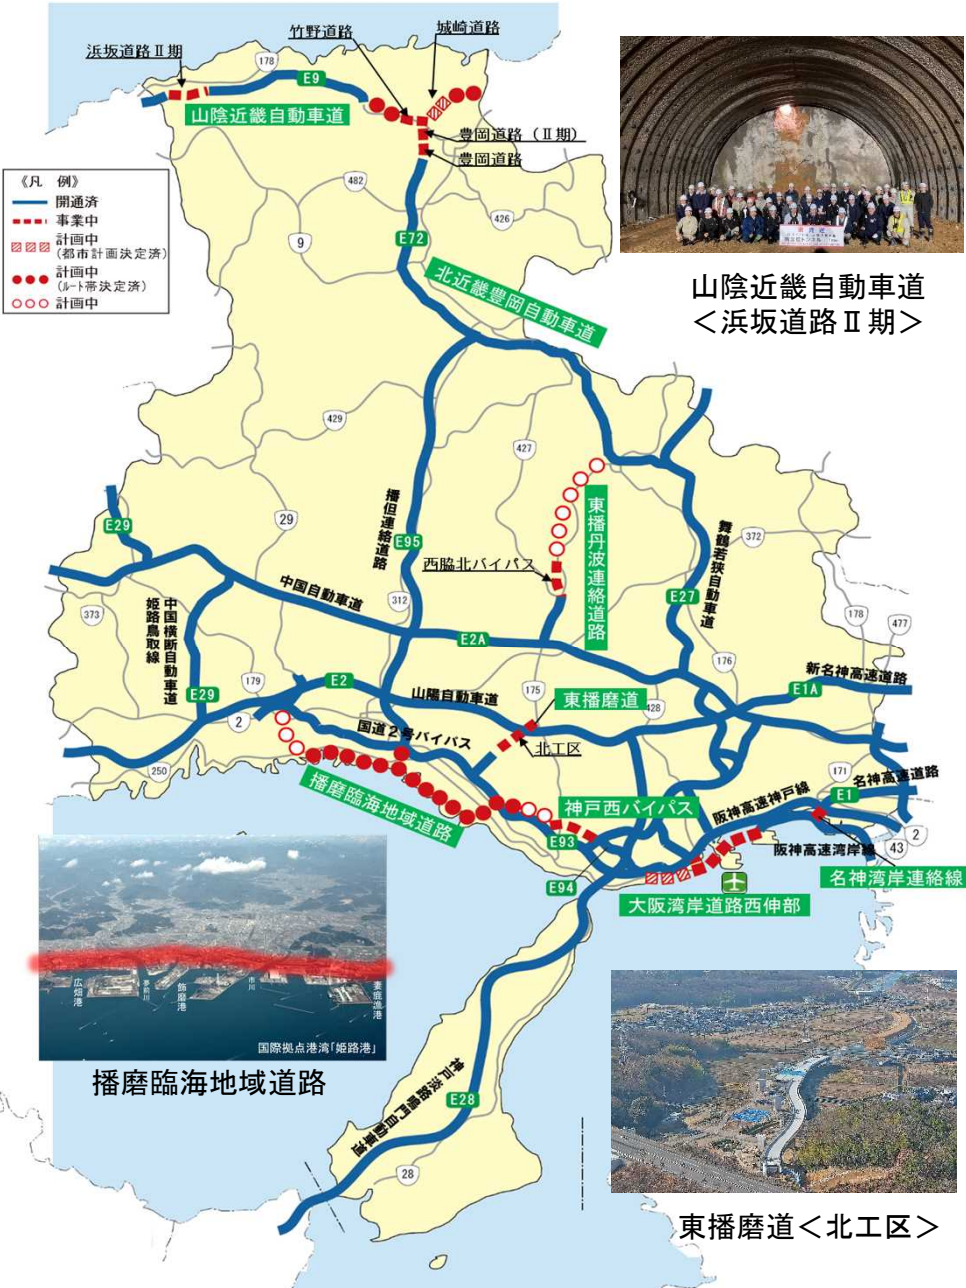 城崎道路
竹野道路
浜坂道路Ⅱ期
178
E9
山陰近畿自動車道
豊岡道路(Ⅱ期)
豊岡道路
《凡 例》
開通済
事業中
計画中
(都市計画決定済)
計画中
(ルート帯決定済)
計画中
482
426
9
E72
北近畿豊岡自動車道
山陰近畿自動車道
<浜坂道路Ⅱ期>
429
427
播但連絡道路
東播丹波連絡道路
舞鶴若狭自動車道
E29
29
E95
372
西脇北バイパス
中国自動車道
E27
373
中国横断自動車道
姫路鳥取線
312
E2A
178
477
176
新名神高速道路
E29
179
E2
山陽自動車道
175
東播磨道
E1A
428
2
国道2号バイパス
北工区
250
171
名神高速道路
播磨臨海地域道路
神戸西バイパス
阪神高速神戸線
E1
E93
阪神高速湾岸線
2
43
E94
名神湾岸連絡線
大阪湾岸道路西伸部
広畑港
夢前川
飾磨港
市川
妻鹿漁港
国際拠点港湾「姫路港」
播磨臨海地域道路
神戸淡路鳴門自動車道
E28
28
東播磨道<北工区>